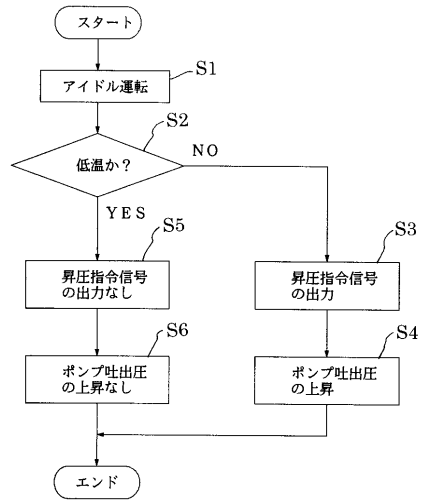 スタート
S1
アイドル運転
S2
低温か？
NO
YES
S5
昇圧指令信号
の出力なし
S3
昇圧指令信号
の出力
S6
ポンプ吐出圧
の上昇なし
S4
ポンプ吐出圧
の上昇
エンド